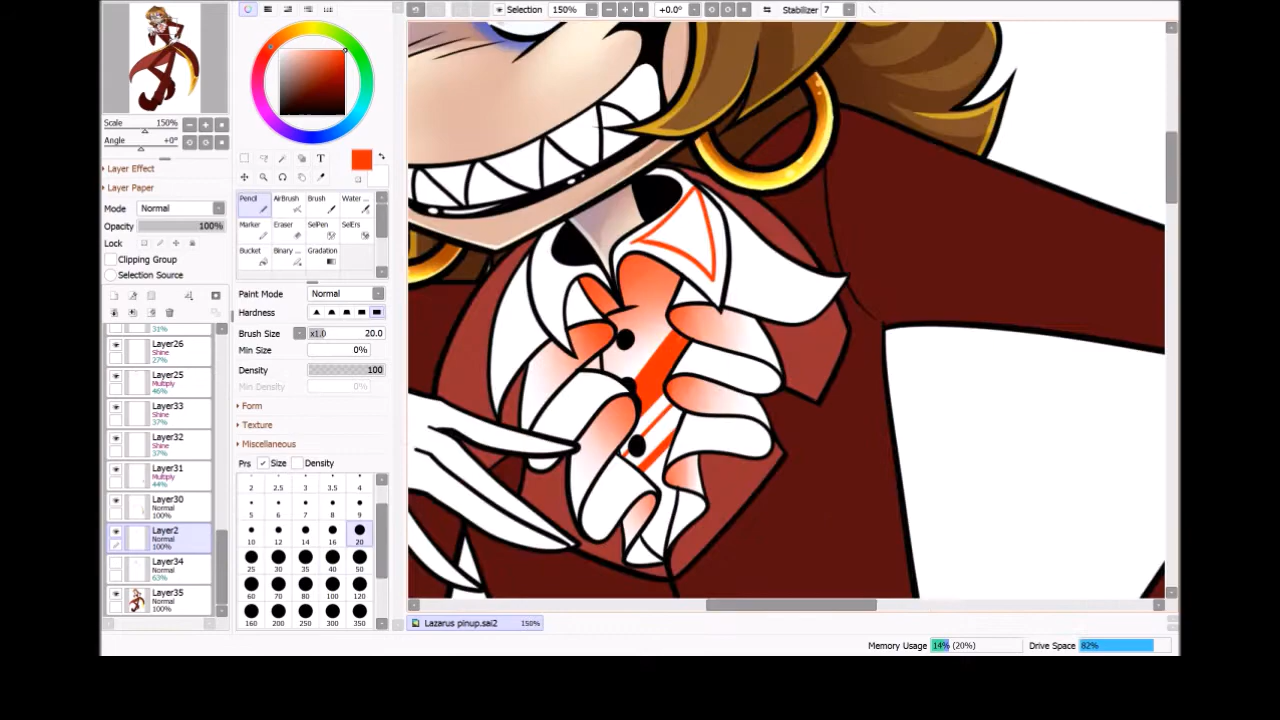 Selection 150% +0.0° Stabilizer 7
Scale 150%
Angle +0°
Layer Effect
Layer Paper
Mode Normal
Opacity 100%
Lock
Clipping Group
Selection Source
31%
Layer26
Shine
27%
Layer25
Multiply
46%
Layer33
Shine
37%
Layer32
Shine
37%
Layer31
Multiply
44%
Layer30
Normal
100%
Layer2
Normal
100%
Layer34
Normal
63%
Layer35
Normal
100%
T
Pencil AirBrush Brush Water ...
Marker Eraser SelPen SelErs
Bucket Binary ... Gradation
Paint Mode Normal
Hardness
Brush Size x1.0 20.0
Min Size 0%
Density 100
Min Density 0%
Form
Texture
Miscellaneous
Prs Size Density
2 2.5 3 3.5 4
5 6 7 8 9
10 12 14 16 20
25 30 35 40 50
60 70 80 100 120
160 200 250 300 350
Lazarus pinup.sai2 150%
Memory Usage 14% (20%) Drive Space 82%